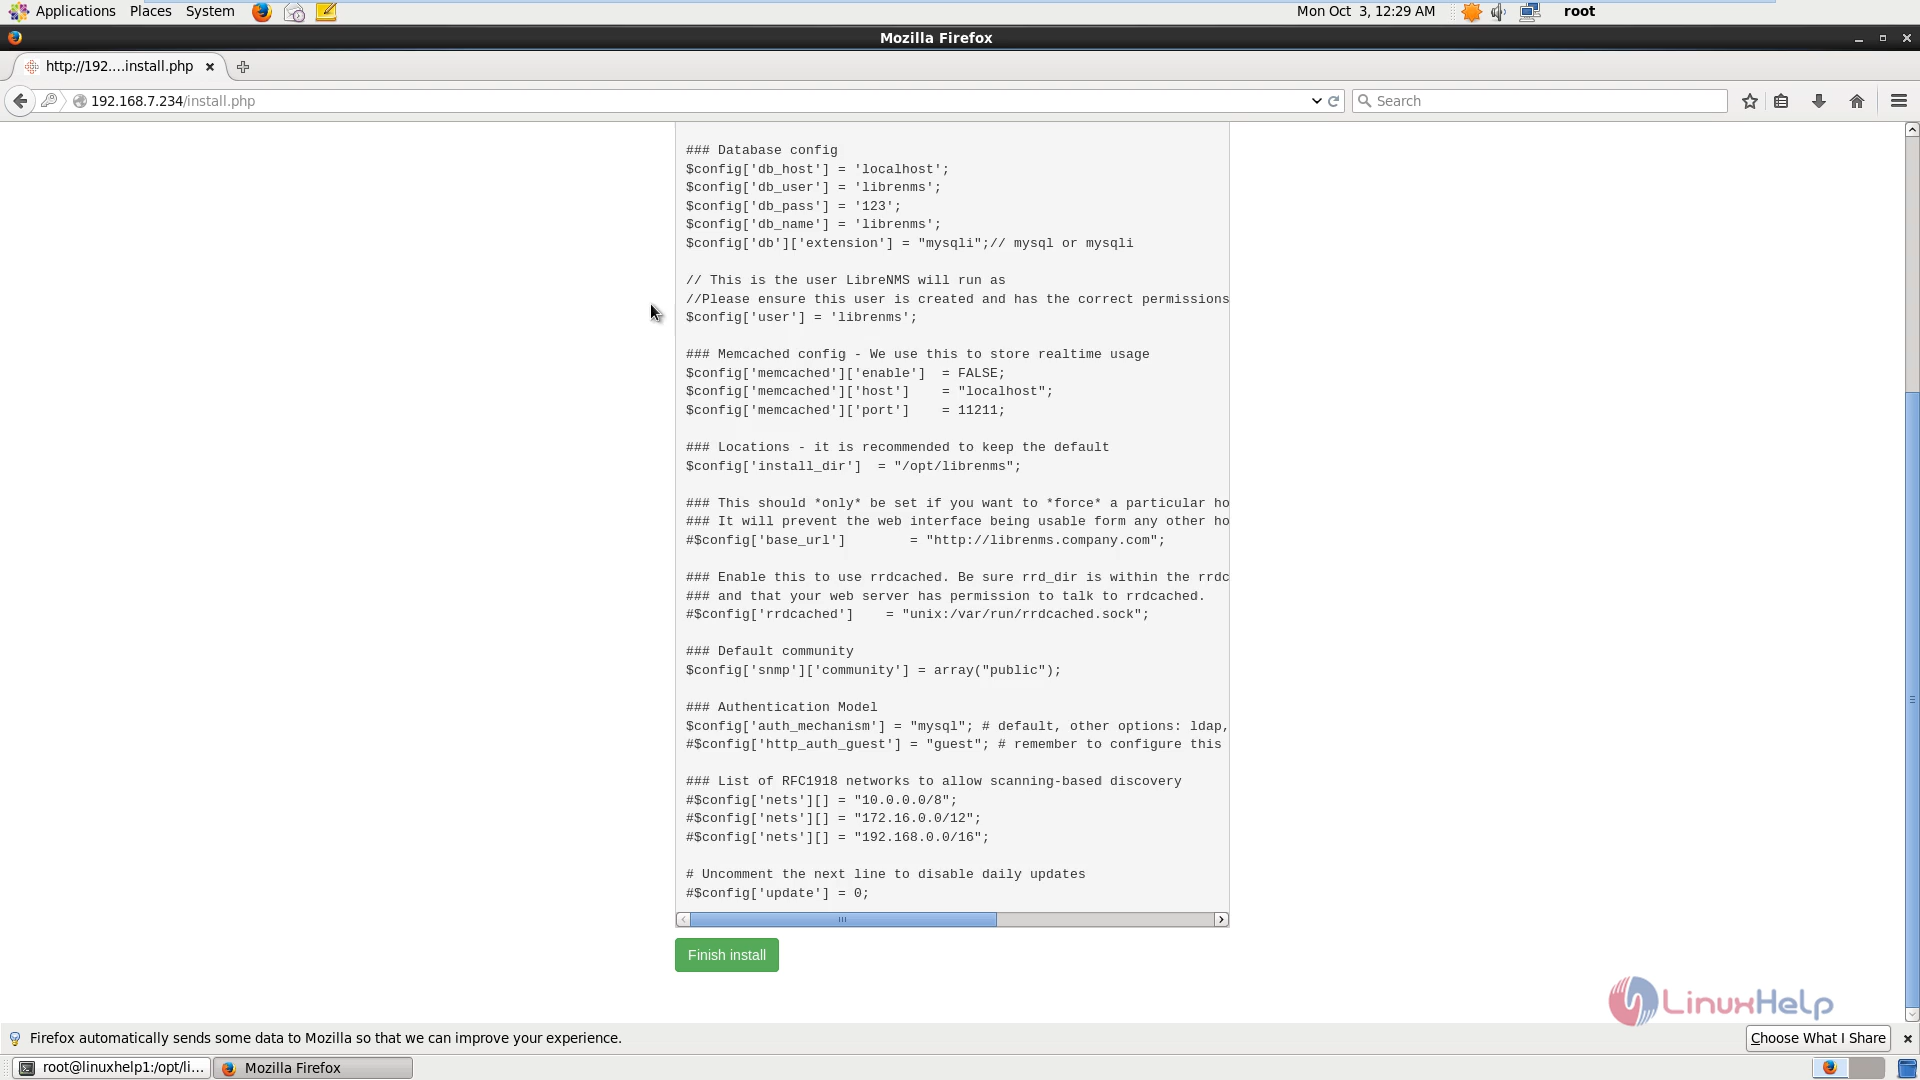 Applications Places System Mon Oct 3, 12:29 AM root
Mozilla Firefox
http://192....install.php
192.168.7.234/install.php Search
### Database config
$config['db_host'] = 'localhost';
$config['db_user'] = 'librenms';
$config['db_pass'] = '123';
$config['db_name'] = 'librenms';
$config['db']['extension'] = "mysqli";// mysql or mysqli
// This is the user LibreNMS will run as
//Please ensure this user is created and has the correct permissions
$config['user'] = 'librenms';
### Memcached config - We use this to store realtime usage
$config['memcached']['enable']  = FALSE;
$config['memcached']['host']    = "localhost";
$config['memcached']['port']    = 11211;
### Locations - it is recommended to keep the default
$config['install_dir']  = "/opt/librenms";
### This should *only* be set if you want to *force* a particular ho
### It will prevent the web interface being usable form any other ho
#$config['base_url']        = "http://librenms.company.com";
### Enable this to use rrdcached. Be sure rrd_dir is within the rrdc
### and that your web server has permission to talk to rrdcached.
#$config['rrdcached']    = "unix:/var/run/rrdcached.sock";
### Default community
$config['snmp']['community'] = array("public");
### Authentication Model
$config['auth_mechanism'] = "mysql"; # default, other options: ldap,
#$config['http_auth_guest'] = "guest"; # remember to configure this
### List of RFC1918 networks to allow scanning-based discovery
#$config['nets'][] = "10.0.0.0/8";
#$config['nets'][] = "172.16.0.0/12";
#$config['nets'][] = "192.168.0.0/16";
# Uncomment the next line to disable daily updates
#$config['update'] = 0;
Finish install
LinuxHelp
Firefox automatically sends some data to Mozilla so that we can improve your experience. Choose What I Share
root@linuxhelp1:/opt/li... Mozilla Firefox